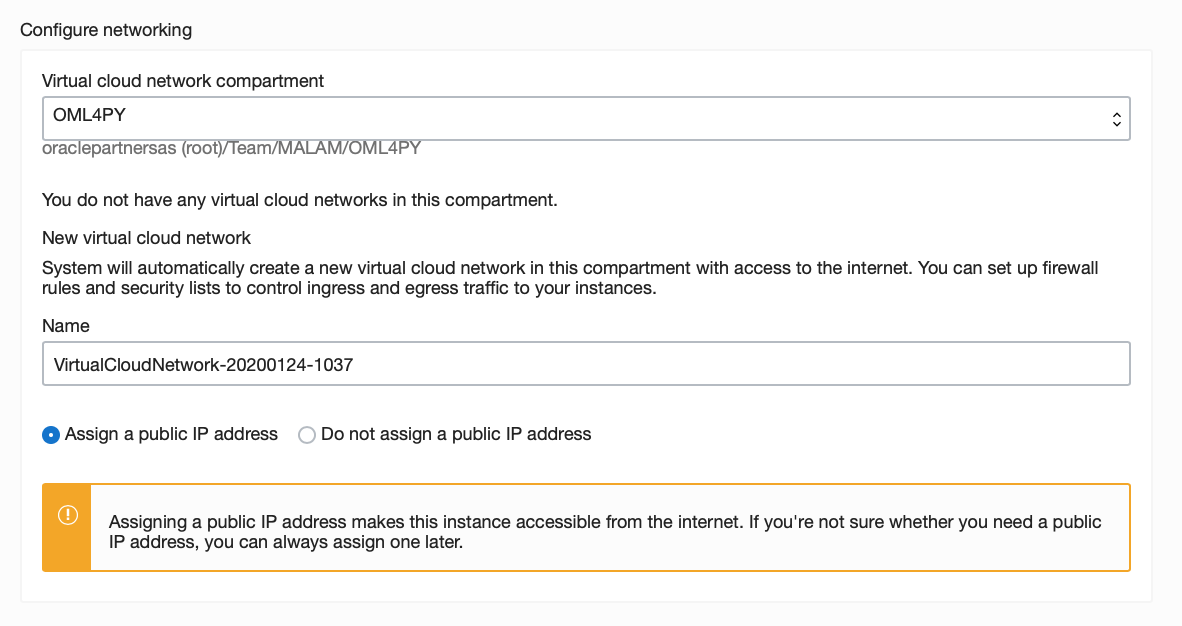 Configure networking
Virtual cloud network compartment
OML4PY
oraclepartnersas (root)/Team/MALAM/OML4PY
You do not have any virtual cloud networks in this compartment.
New virtual cloud network
System will automatically create a new virtual cloud network in this compartment with access to the internet. You can set up firewall
rules and security lists to control ingress and egress traffic to your instances.
Name
VirtualCloudNetwork-20200124-1037
Assign a public IP address Do not assign a public IP address
Assigning a public IP address makes this instance accessible from the internet. If you're not sure whether you need a public
IP address, you can always assign one later.